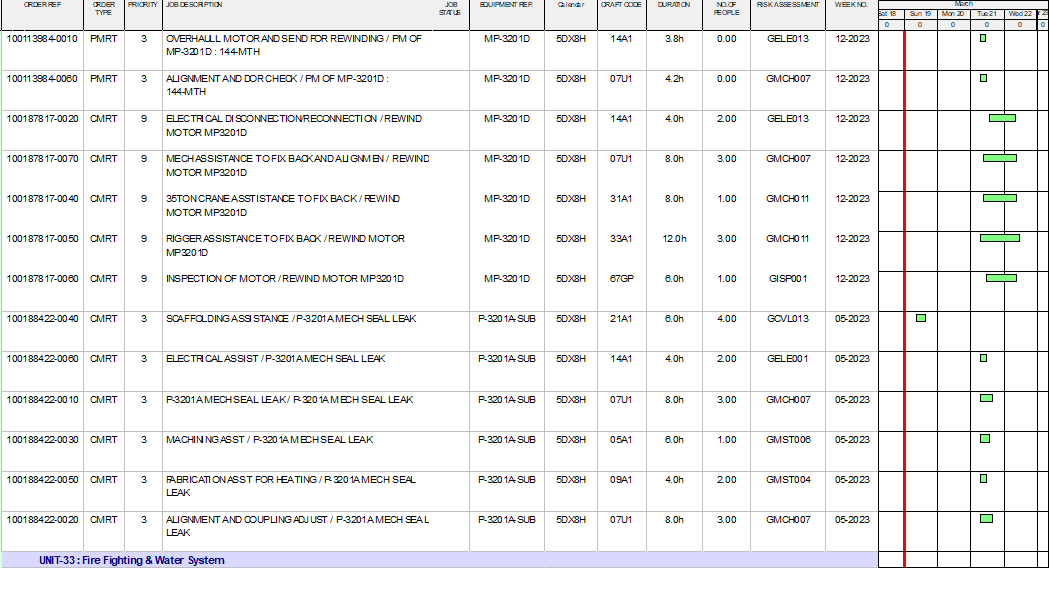 ORDER REF ORDER TYPE PRIORITY JOB DESCRIPTION JOB STATUS EQUIPMENT REF. Calendar CRAFT CODE DURATION NO.OF PEOPLE RISK ASSESSMENT WEEK NO. March
Sat 18 Sun 19 Mon 20 Tue 21 Wed 22
0 0 0 0 0 0
100113984-0010 PMRT 3 OVERHAULL MOTOR AND SEND FOR REWINDING / PM OF MP-3201D 5DX8H 14A1 3.8h 0.00 GELE013 12-2023
MP-3201D : 144-MTH
100113984-0060 PMRT 3 ALIGNMENT AND DOR CHECK / PM OF MP-3201D : MP-3201D 5DX8H 07U1 4.2h 0.00 GMCH007 12-2023
144-MTH
100187817-0020 CMRT 9 ELECTRICAL DISCONNECTION/RECONNECTION / REWIND MP-3201D 5DX8H 14A1 4.0h 2.00 GELE013 12-2023
MOTOR MP3201D
100187817-0070 CMRT 9 MECH ASSISTANCE TO FIX BACK AND ALIGNMEN / REWIND MP-3201D 5DX8H 07U1 8.0h 3.00 GMCH007 12-2023
MOTOR MP3201D
100187817-0040 CMRT 9 35TON CRANE ASSTISTANCE TO FIX BACK / REWIND MP-3201D 5DX8H 31A1 8.0h 1.00 GMCH011 12-2023
MOTOR MP3201D
100187817-0050 CMRT 9 RIGGER ASSISTANCE TO FIX BACK / REWIND MOTOR MP-3201D 5DX8H 33A1 12.0h 3.00 GMCH011 12-2023
MP3201D
100187817-0060 CMRT 9 INSPECTION OF MOTOR / REWIND MOTOR MP3201D MP-3201D 5DX8H 67GP 6.0h 1.00 GISP001 12-2023
100188422-0040 CMRT 3 SCAFFOLDING ASSISTANCE / P-3201A MECH SEAL LEAK P-3201A-SUB 5DX8H 21A1 6.0h 4.00 GCVL013 05-2023
100188422-0060 CMRT 3 ELECTRICAL ASSIST / P-3201A MECH SEAL LEAK P-3201A-SUB 5DX8H 14A1 4.0h 2.00 GELE001 05-2023
100188422-0010 CMRT 3 P-3201A MECH SEAL LEAK / P-3201A MECH SEAL LEAK P-3201A-SUB 5DX8H 07U1 8.0h 3.00 GMCH007 05-2023
100188422-0030 CMRT 3 MACHINING ASST / P-3201A MECH SEAL LEAK P-3201A-SUB 5DX8H 05A1 6.0h 1.00 GMST006 05-2023
100188422-0050 CMRT 3 FABRICATION ASST FOR HEATING / P-3201A MECH SEAL P-3201A-SUB 5DX8H 09A1 4.0h 2.00 GMST004 05-2023
LEAK
100188422-0020 CMRT 3 ALIGNMENT AND COUPLING ADJUST / P-3201A MECH SEAL P-3201A-SUB 5DX8H 07U1 8.0h 3.00 GMCH007 05-2023
LEAK
UNIT-33 : Fire Fighting & Water System